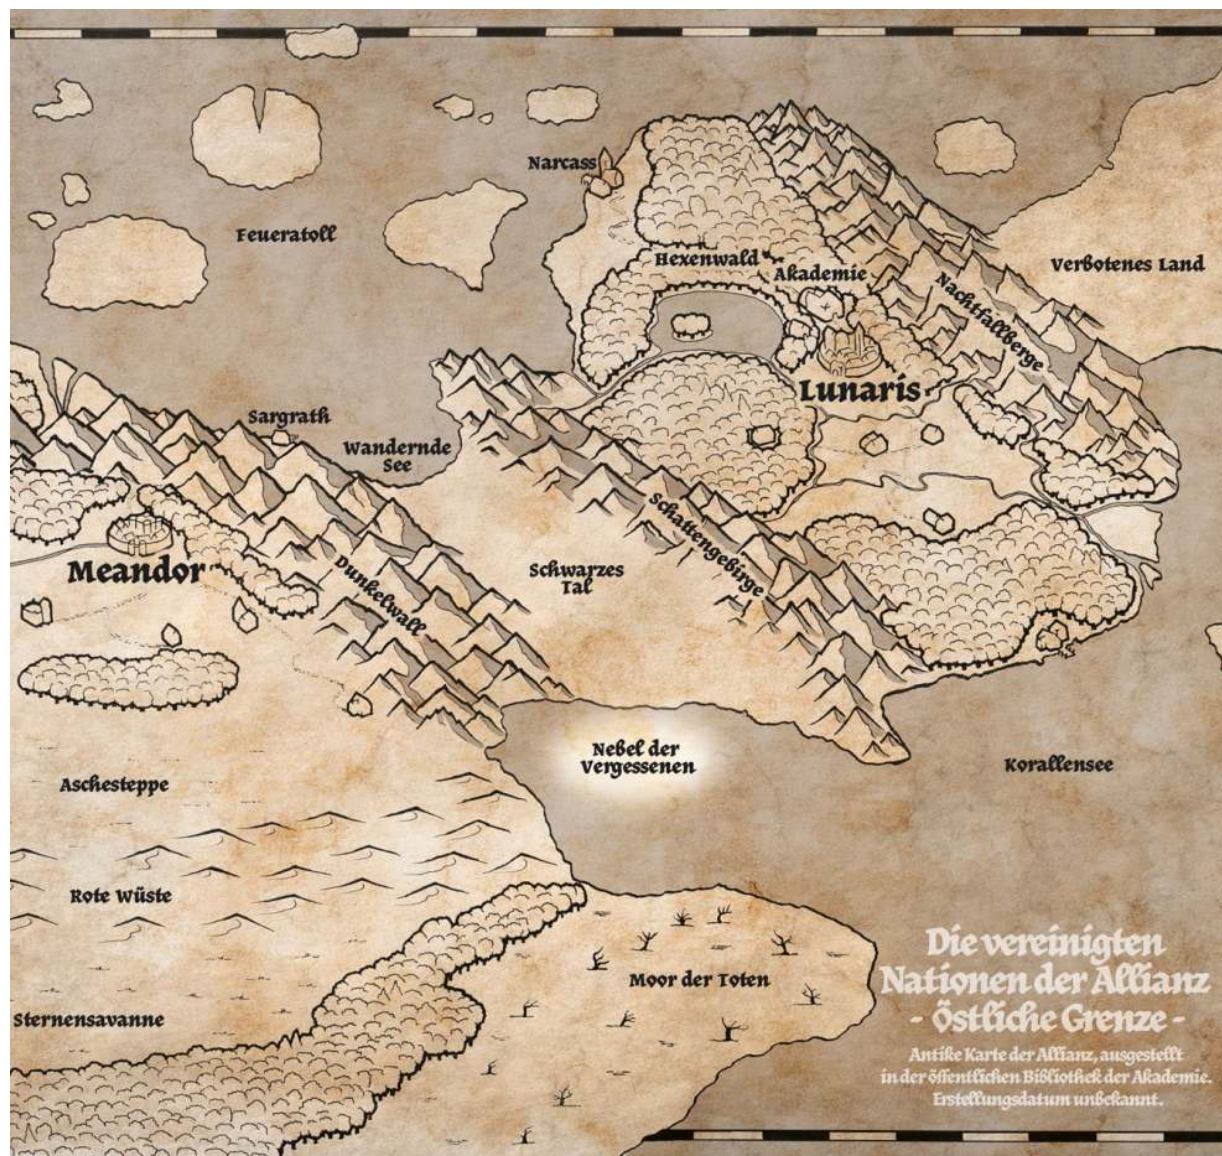 Narcass
Feueratoll
Hexenwald
Akademie
Verbotenes Land
Nachtfallberge
Lunaris
Sargrath
Wandernde
See
Schattengebirge
Meandor
Dunkelwall
Schwarzes
Tal
Nebel der
Vergessenen
Korallensee
Aschesteppe
Rote Wüste
Moor der Toten
Sternensavanne
Die vereinigten
Nationen der Allianz
- östliche Grenze -
Antike Karte der Allianz, ausgestellt
in der öffentlichen Bibliothek der Akademie.
Erstellungsdatum unbekannt.